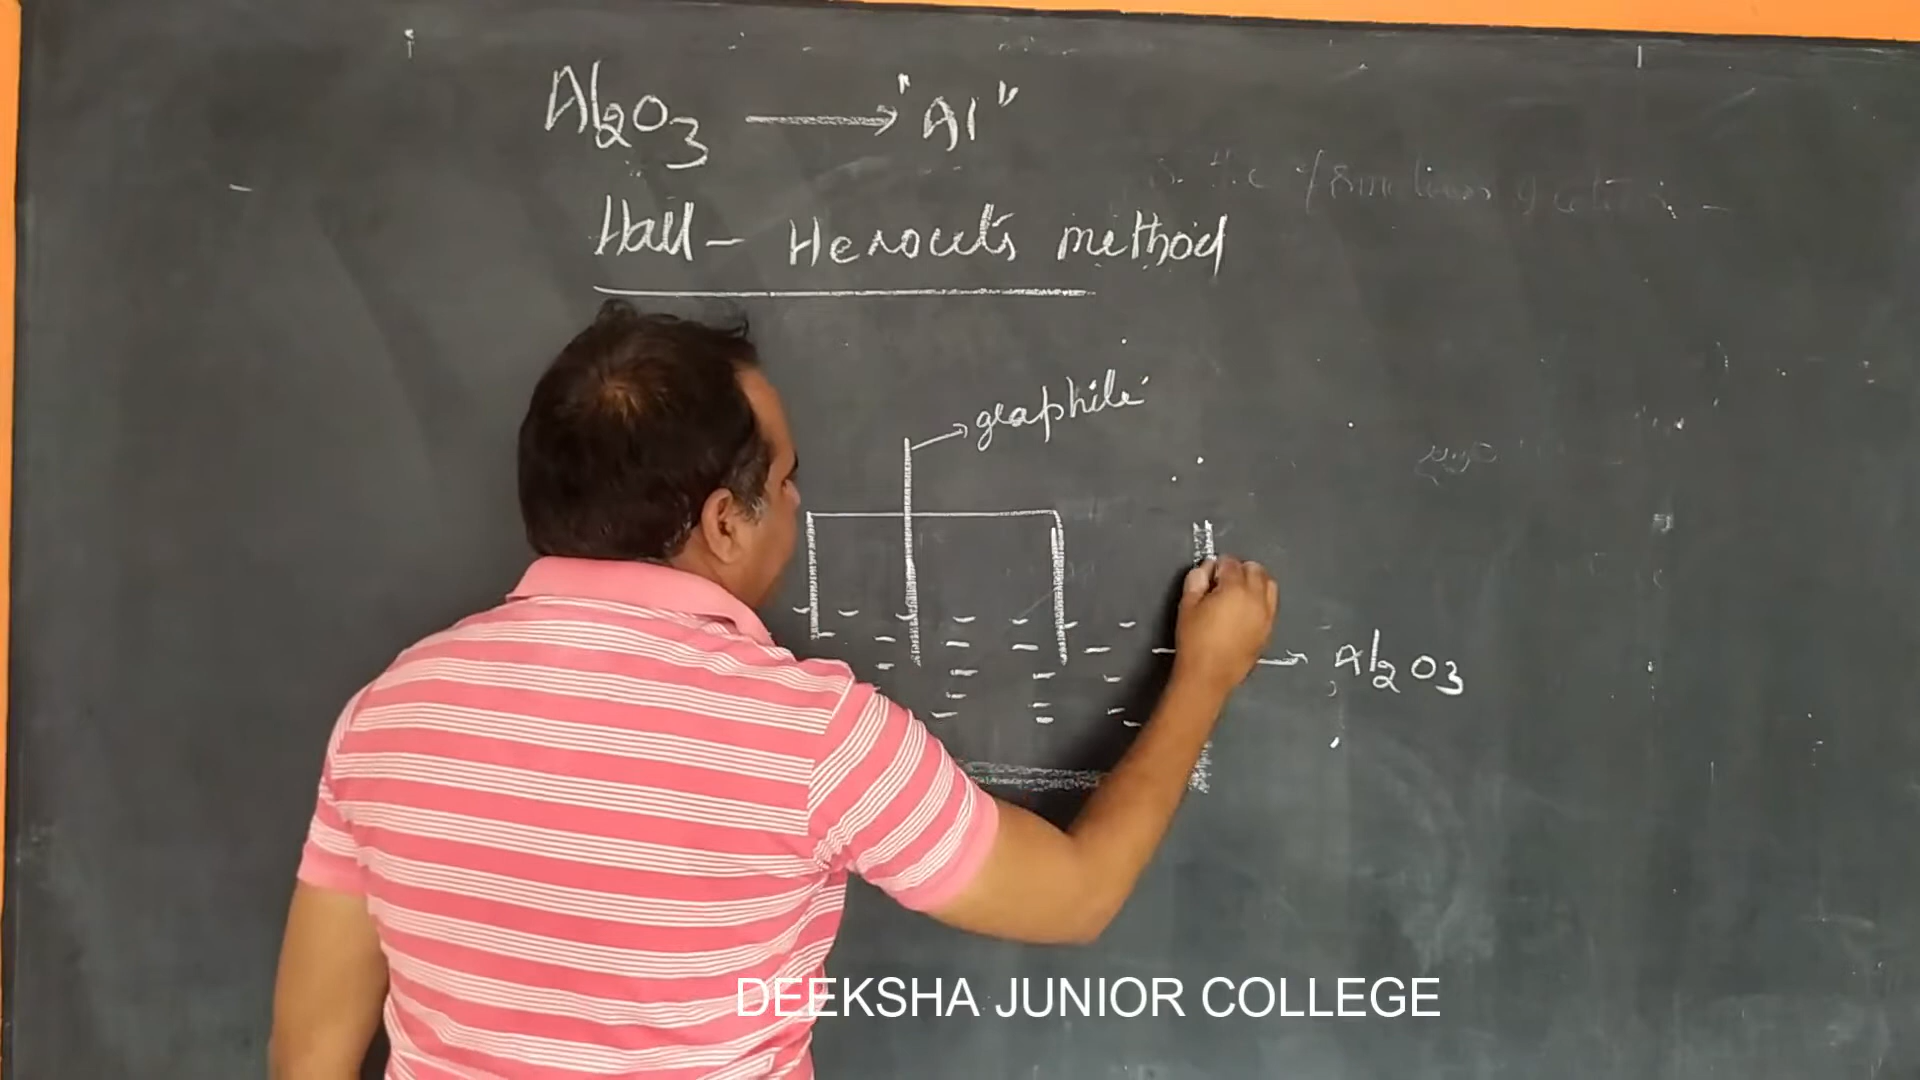 Al2O3 ⟶ "Al"
Hall - Heroult's method
graphite
Al2O3
DEEKSHA JUNIOR COLLEGE